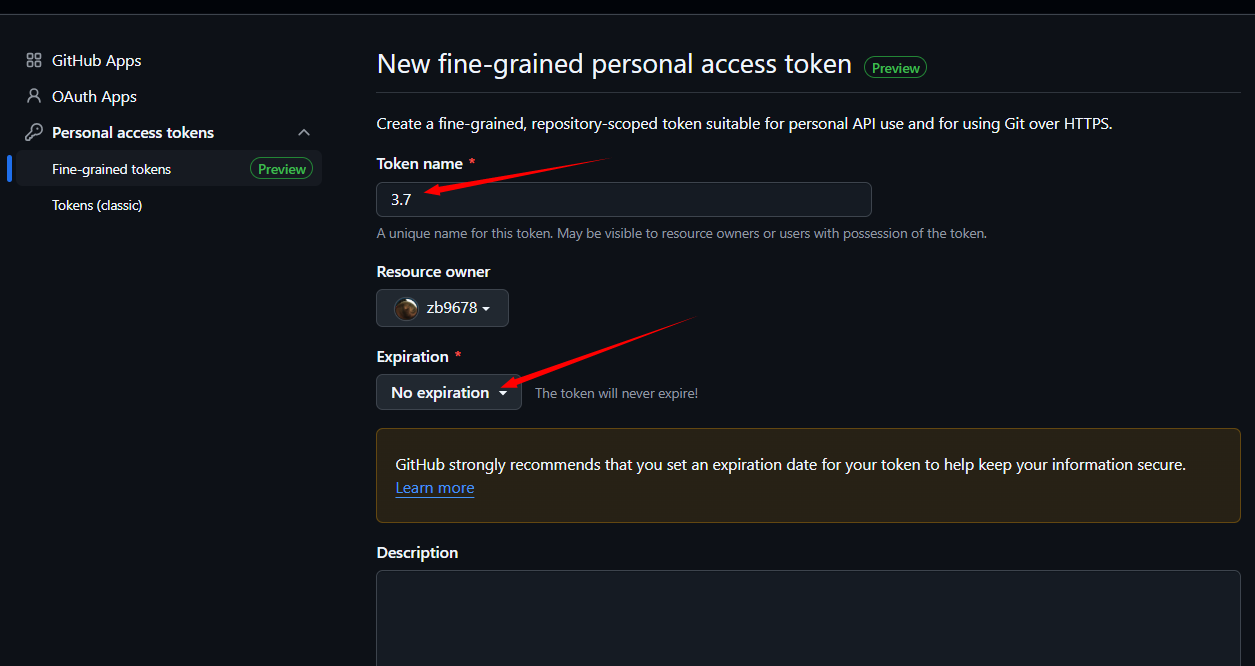 GitHub Apps
OAuth Apps
Personal access tokens
Fine-grained tokens Preview
Tokens (classic)
New fine-grained personal access token Preview
Create a fine-grained, repository-scoped token suitable for personal API use and for using Git over HTTPS.
Token name *
3.7
A unique name for this token. May be visible to resource owners or users with possession of the token.
Resource owner
zb9678
Expiration *
No expiration The token will never expire!
GitHub strongly recommends that you set an expiration date for your token to help keep your information secure.
Learn more
Description